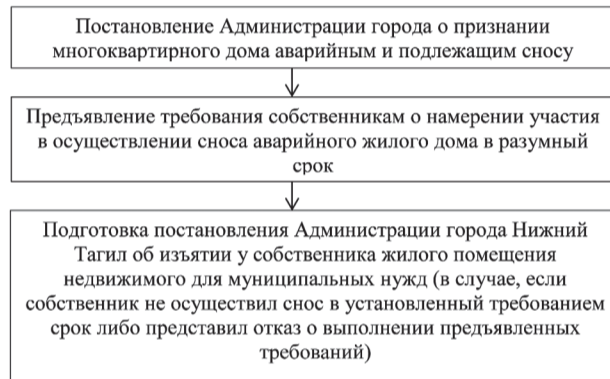 Постановление Администрации города о признании
многоквартирного дома аварийным и подлежащим сносу
Предъявление требования собственникам о намерении участия
в осуществлении сноса аварийного жилого дома в разумный
срок
Подготовка постановления Администрации города Нижний
Тагил об изъятии у собственника жилого помещения
недвижимого для муниципальных нужд (в случае, если
собственник не осуществил снос в установленный требованием
срок либо представил отказ о выполнении предъявленных
требований)